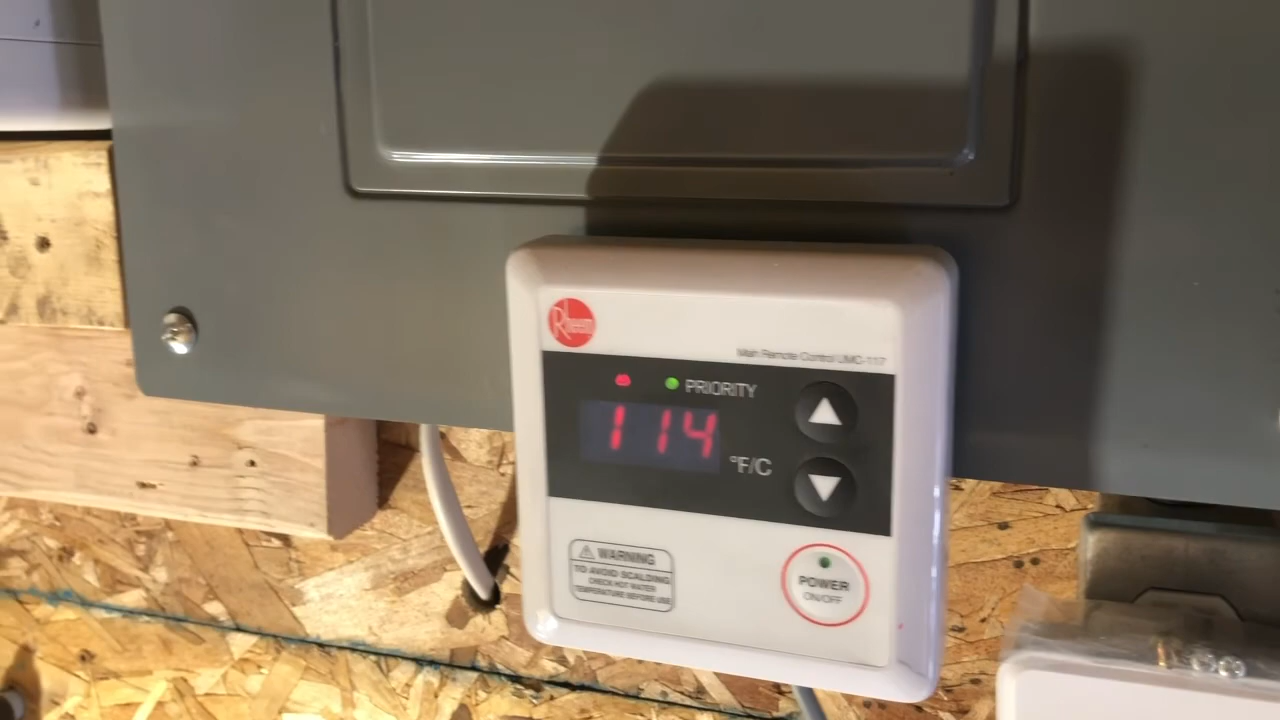 Rheem
Main Remote Control UMC-117
PRIORITY
114
°F/C
WARNING
TO AVOID SCALDING
CHECK HOT WATER
TEMPERATURE BEFORE USE
POWER
ON/OFF